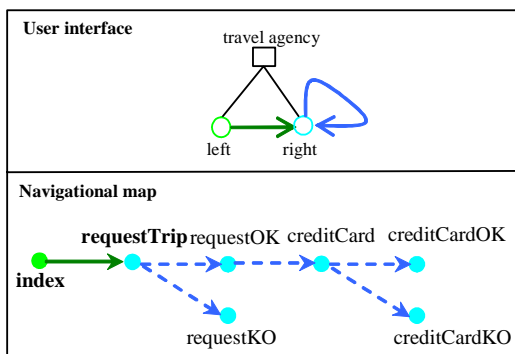 User interface
travel agency
left
right
Navigational map
requestTrip
requestOK
creditCard
creditCardOK
index
requestKO
creditCardKO